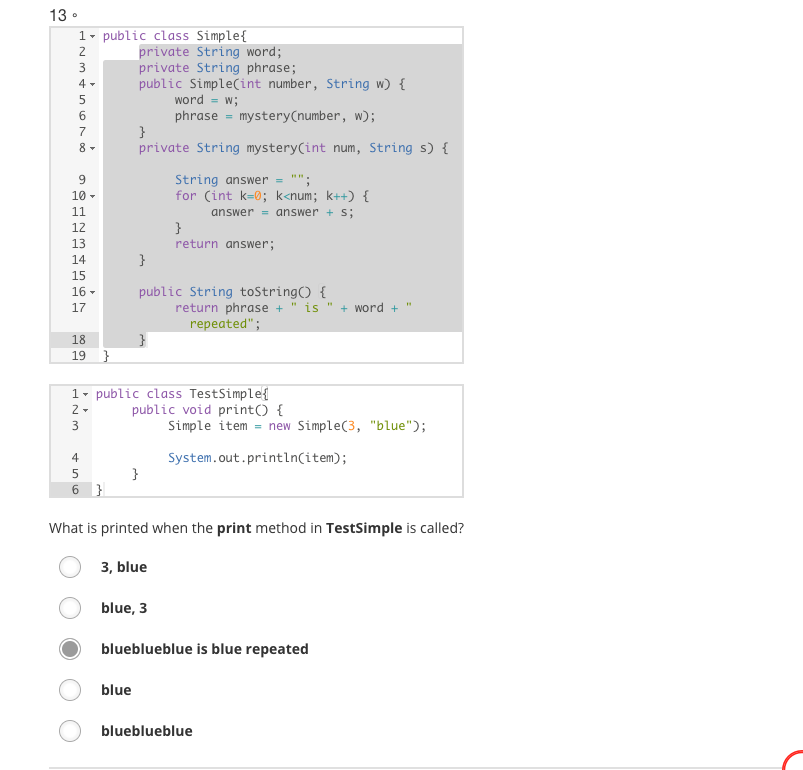 13
1 public class Simple{
2 private String word;
3 private String phrase;
4 public Simple(int number, String w) {
5 word = w;
6 phrase = mystery(number, w);
7 }
8 private String mystery(int num, String s) {
9 String answer = "";
10 for (int k=0; k<num; k++) {
11 answer = answer + s;
12 }
13 return answer;
14 }
15
16 public String toString() {
17 return phrase + " is " + word + "
repeated";
18 }
19 }
1 public class TestSimple{
2 public void print() {
3 Simple item = new Simple(3, "blue");
4 System.out.println(item);
5 }
6 }
What is printed when the print method in TestSimple is called?
3, blue
blue, 3
blueblueblue is blue repeated
blue
blueblueblue